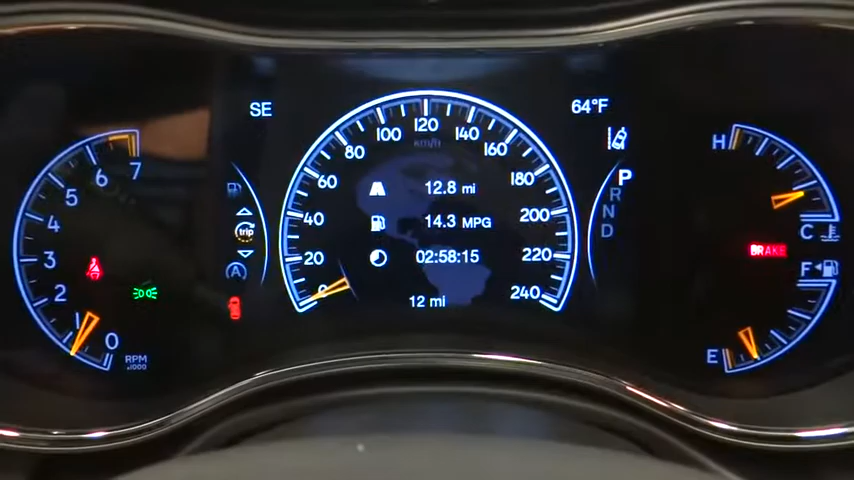 SE
64°F
120
100
140
80
160
60
180
40
200
20
220
0
240
km/h
12.8 mi
14.3 MPG
02:58:15
12 mi
trip
A
P
R
N
D
7
6
5
4
3
2
1
0
RPM
x1000
H
C
BRAKE
F
E